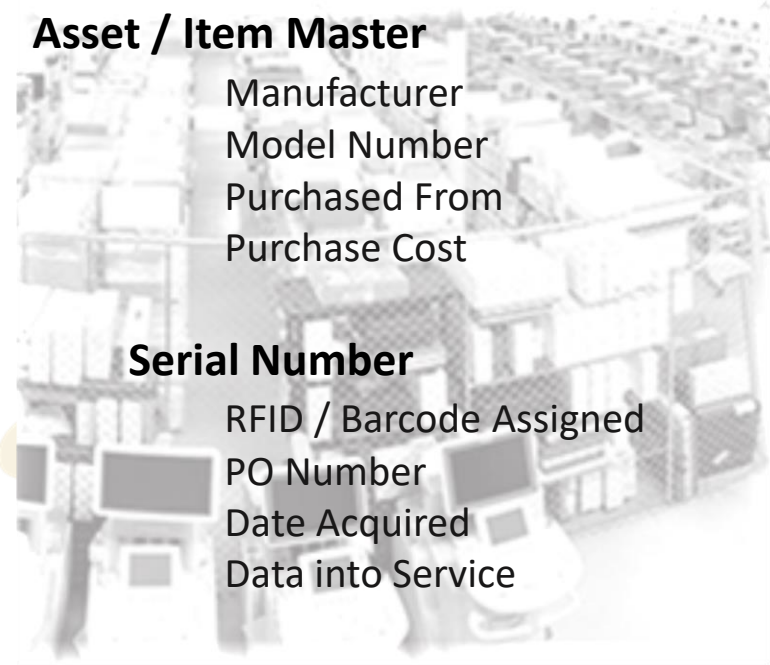 Asset / Item Master
Manufacturer
Model Number
Purchased From
Purchase Cost
Serial Number
RFID / Barcode Assigned
PO Number
Date Acquired
Data into Service